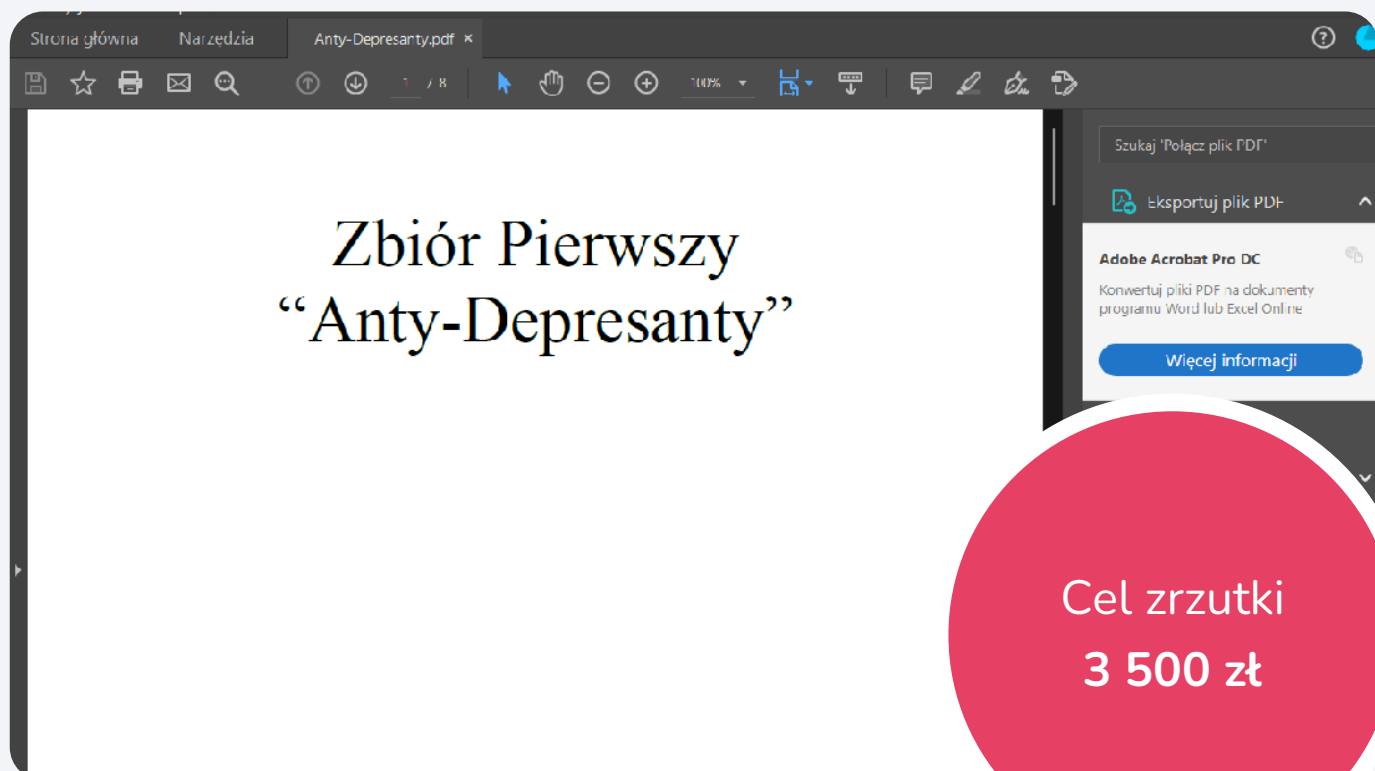 Strona główna
Narzędzia
Anty-Depresanty.pdf ×
1 / 8
100%
Szukaj 'Połącz plik PDF'
Eksportuj plik PDF
Adobe Acrobat Pro DC
Konwertuj pliki PDF na dokumenty
programu Word lub Excel Online
Więcej informacji
Zbiór Pierwszy
“Anty-Depresanty”
Cel zrzutki
3 500 zł